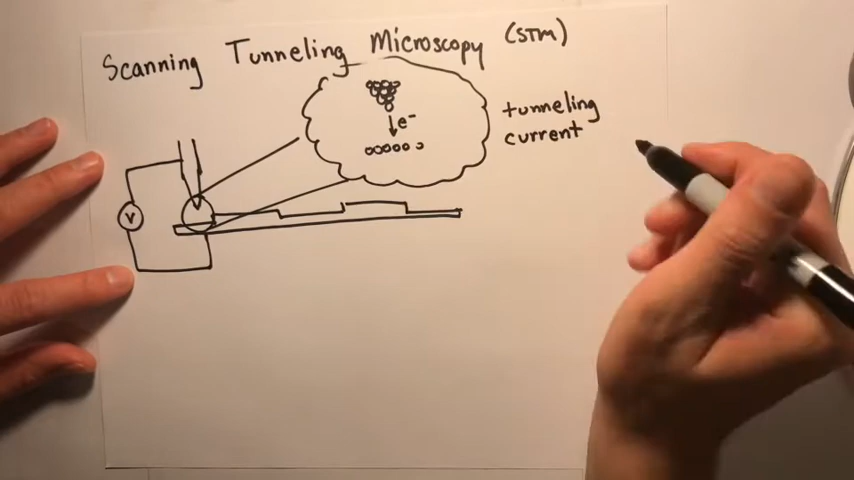 Scanning Tunneling Microscopy (STM)
tunneling
current
e-
V